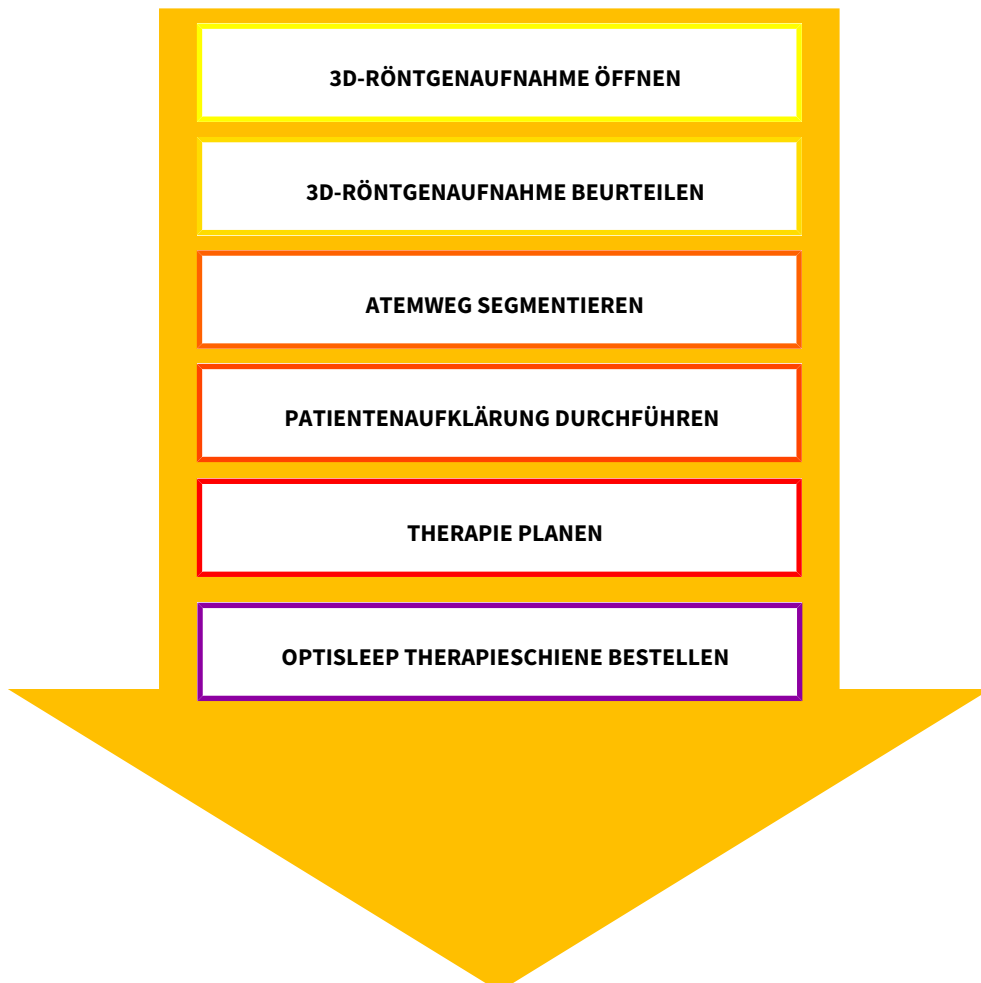 3D-RÖNTGENAUFNAHME ÖFFNEN
3D-RÖNTGENAUFNAHME BEURTEILEN
ATEMWEG SEGMENTIEREN
PATIENTENAUFKLÄRUNG DURCHFÜHREN
THERAPIE PLANEN
OPTISLEEP THERAPIESCHIENE BESTELLEN